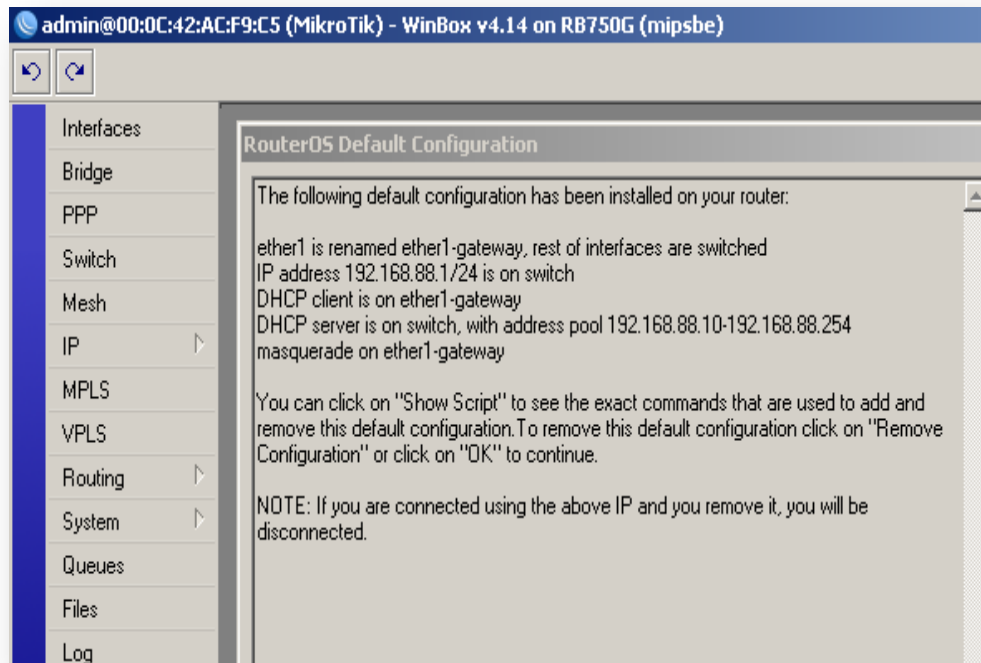 admin@00:0C:42:AC:F9:C5 (MikroTik) - WinBox v4.14 on RB750G (mipsbe)
Interfaces
Bridge
PPP
Switch
Mesh
IP
MPLS
VPLS
Routing
System
Queues
Files
Log
RouterOS Default Configuration
The following default configuration has been installed on your router:
ether1 is renamed ether1-gateway, rest of interfaces are switched
IP address 192.168.88.1/24 is on switch
DHCP client is on ether1-gateway
DHCP server is on switch, with address pool 192.168.88.10-192.168.88.254
masquerade on ether1-gateway
You can click on "Show Script" to see the exact commands that are used to add and
remove this default configuration.To remove this default configuration click on "Remove
Configuration" or click on "OK" to continue.
NOTE: If you are connected using the above IP and you remove it, you will be
disconnected.